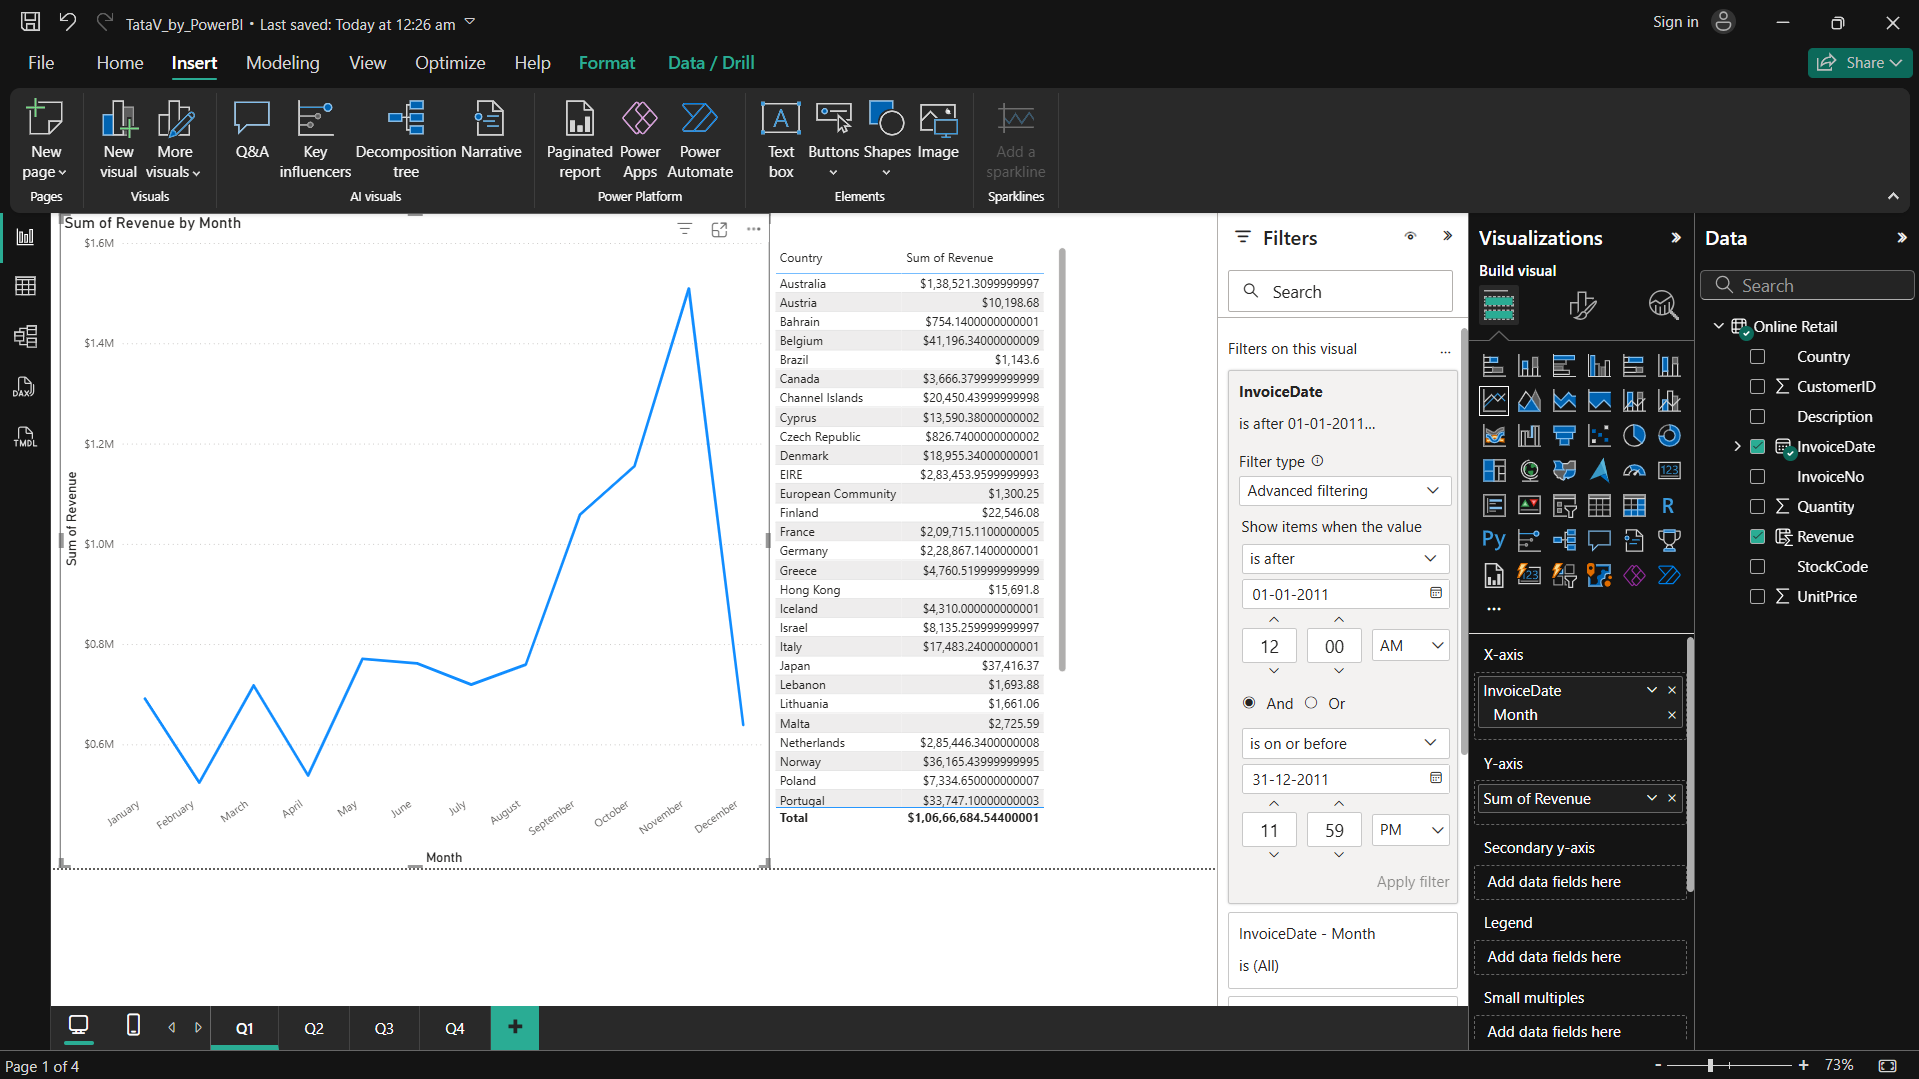 TataV_by_PowerBI • Last saved: Today at 12:26 am
Sign in
File Home Insert Modeling View Optimize Help Format Data / Drill
Share
New page
Pages
New visual
More visuals
Visuals
Q&A
Key influencers
Decomposition tree
Narrative
AI visuals
Paginated report
Power Apps
Power Automate
Power Platform
A
Text box
Buttons
Shapes
Image
Elements
Add a sparkline
Sparklines
DAX
TMDL
Sum of Revenue by Month
$1.6M
$1.4M
$1.2M
$1.0M
$0.8M
$0.6M
Sum of Revenue
January February March April May June July August September October November December
Month
Country Sum of Revenue
Australia $1,38,521.3099999997
Austria $10,198.68
Bahrain $754.1400000000001
Belgium $41,196.34000000009
Brazil $1,143.6
Canada $3,666.379999999999
Channel Islands $20,450.43999999998
Cyprus $13,590.38000000002
Czech Republic $826.7400000000002
Denmark $18,955.34000000001
EIRE $2,83,453.9599999993
European Community $1,300.25
Finland $22,546.08
France $2,09,715.1100000005
Germany $2,28,867.1400000001
Greece $4,760.519999999999
Hong Kong $15,691.8
Iceland $4,310.000000000001
Israel $8,135.259999999997
Italy $17,483.24000000001
Japan $37,416.37
Lebanon $1,693.88
Lithuania $1,661.06
Malta $2,725.59
Netherlands $2,85,446.3400000008
Norway $36,165.43999999995
Poland $7,334.650000000007
Portugal $33,747.10000000003
Total $1,06,66,684.54400001
Filters
Search
Filters on this visual
...
InvoiceDate
is after 01-01-2011...
Filter type
Advanced filtering
Show items when the value
is after
01-01-2011
12 00 AM
And Or
is on or before
31-12-2011
11 59 PM
Apply filter
InvoiceDate - Month
is (All)
Visualizations
Build visual
123
R
Py
123
...
X-axis
InvoiceDate
Month
Y-axis
Sum of Revenue
Secondary y-axis
Add data fields here
Legend
Add data fields here
Small multiples
Add data fields here
Data
Search
Online Retail
Country
Σ CustomerID
Description
InvoiceDate
InvoiceNo
Σ Quantity
Revenue
StockCode
Σ UnitPrice
Q1 Q2 Q3 Q4 +
Page 1 of 4
- + 73%